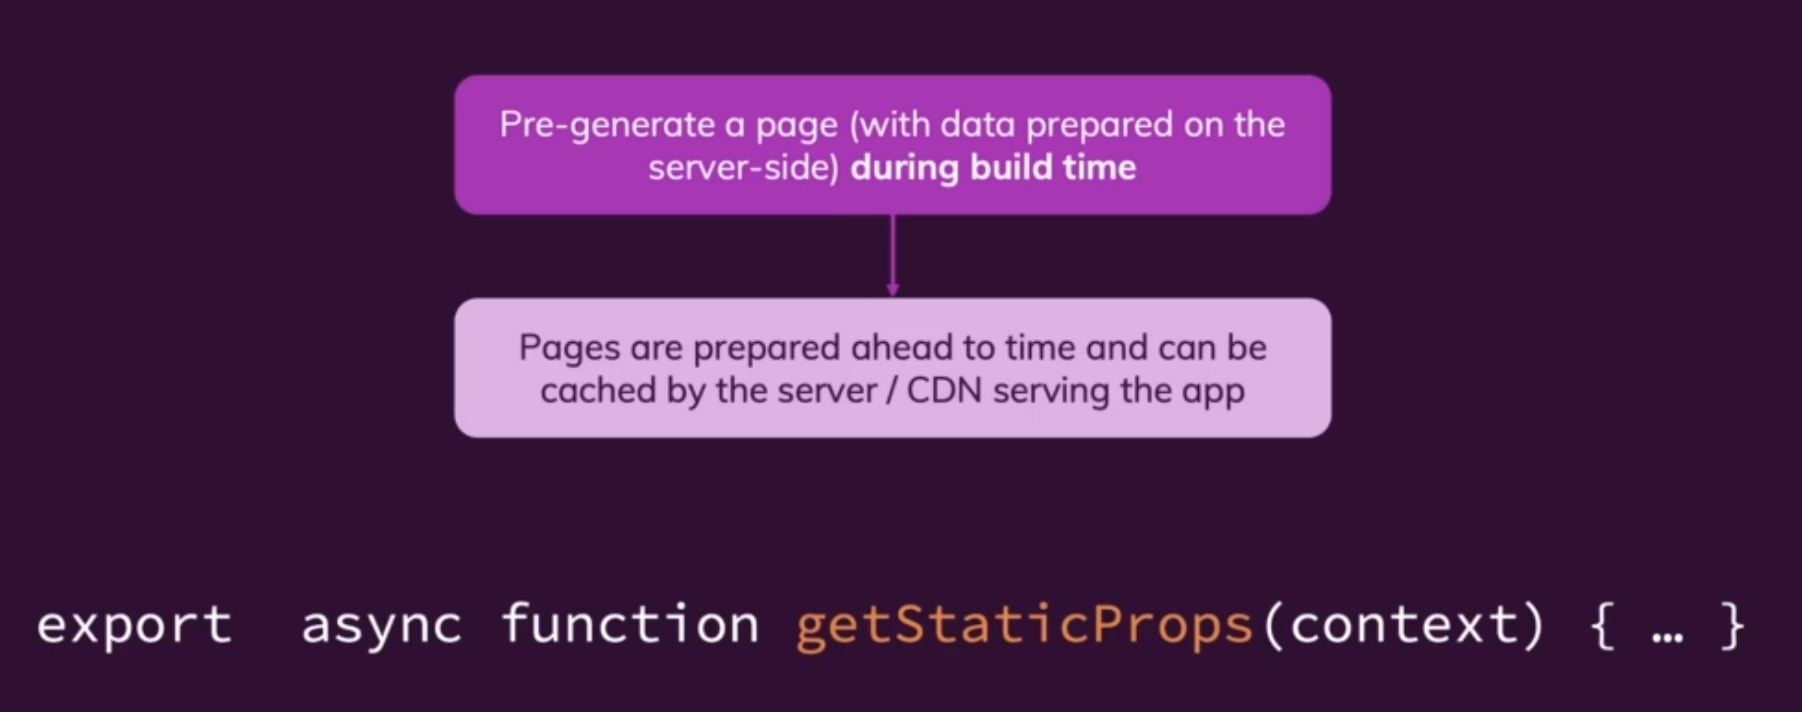 Pre-generate a page (with data prepared on the
server-side) during build time
Pages are prepared ahead to time and can be
cached by the server / CDN serving the app
export  async function getStaticProps(context) { … }